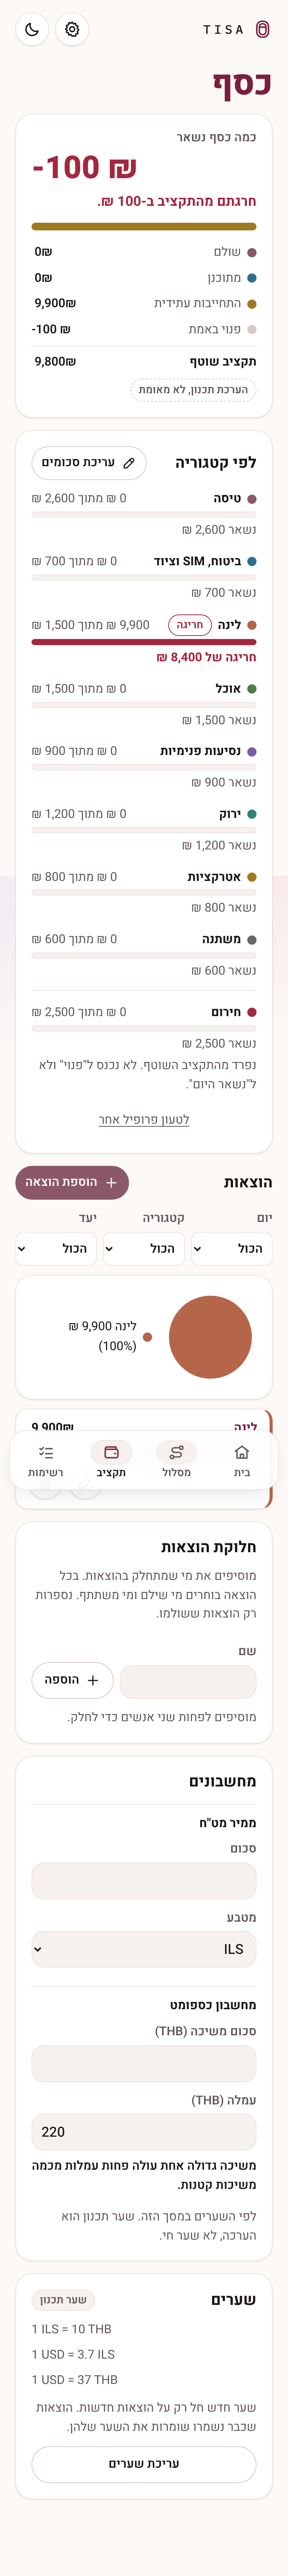 TISA
כסף
כמה כסף נשאר
-100 ₪
חרגתם מהתקציב ב-100 ₪.
שולם 0₪
מתוכנן 0₪
התחייבות עתידית 9,900₪
פנוי באמת -100 ₪
תקציב שוטף 9,800₪
הערכת תכנון, לא מאומת
לפי קטגוריה עריכת סכומים
טיסה 0 ₪ מתוך 2,600 ₪
נשאר 2,600 ₪
ביטוח, SIM וציוד 0 ₪ מתוך 700 ₪
נשאר 700 ₪
לינה חריגה 9,900 ₪ מתוך 1,500 ₪
חריגה של 8,400 ₪
אוכל 0 ₪ מתוך 1,500 ₪
נשאר 1,500 ₪
נסיעות פנימיות 0 ₪ מתוך 900 ₪
נשאר 900 ₪
ירוק 0 ₪ מתוך 1,200 ₪
נשאר 1,200 ₪
אטרקציות 0 ₪ מתוך 800 ₪
נשאר 800 ₪
משתנה 0 ₪ מתוך 600 ₪
נשאר 600 ₪
חירום 0 ₪ מתוך 2,500 ₪
נשאר 2,500 ₪
נפרד מהתקציב השוטף. לא נכנס ל"פנוי" ולא
ל"נשאר היום".
לטעון פרופיל אחר
הוצאות הוספת הוצאה
יום קטגוריה יעד
הכול הכול הכול
לינה 9,900 ₪
(100%)
לינה 9,900₪
בית מסלול תקציב רשימות
חלוקת הוצאות
מוסיפים את מי שמתחלק בהוצאות. בכל
הוצאה בוחרים מי שילם ומי משתתף. נספרות
רק הוצאות ששולמו.
שם
הוספה
מוסיפים לפחות שני אנשים כדי לחלק.
מחשבונים
ממיר מט"ח
סכום
מטבע
ILS
מחשבון כספומט
סכום משיכה (THB)
עמלה (THB)
220
משיכה גדולה אחת עולה פחות עמלות מכמה
משיכות קטנות.
לפי השערים במסך הזה. שער תכנון הוא
הערכה, לא שער חי.
שערים שער תכנון
1 ILS = 10 THB
1 USD = 3.7 ILS
1 USD = 37 THB
שער חדש חל רק על הוצאות חדשות. הוצאות
שכבר נשמרו שומרות את השער שלהן.
עריכת שערים